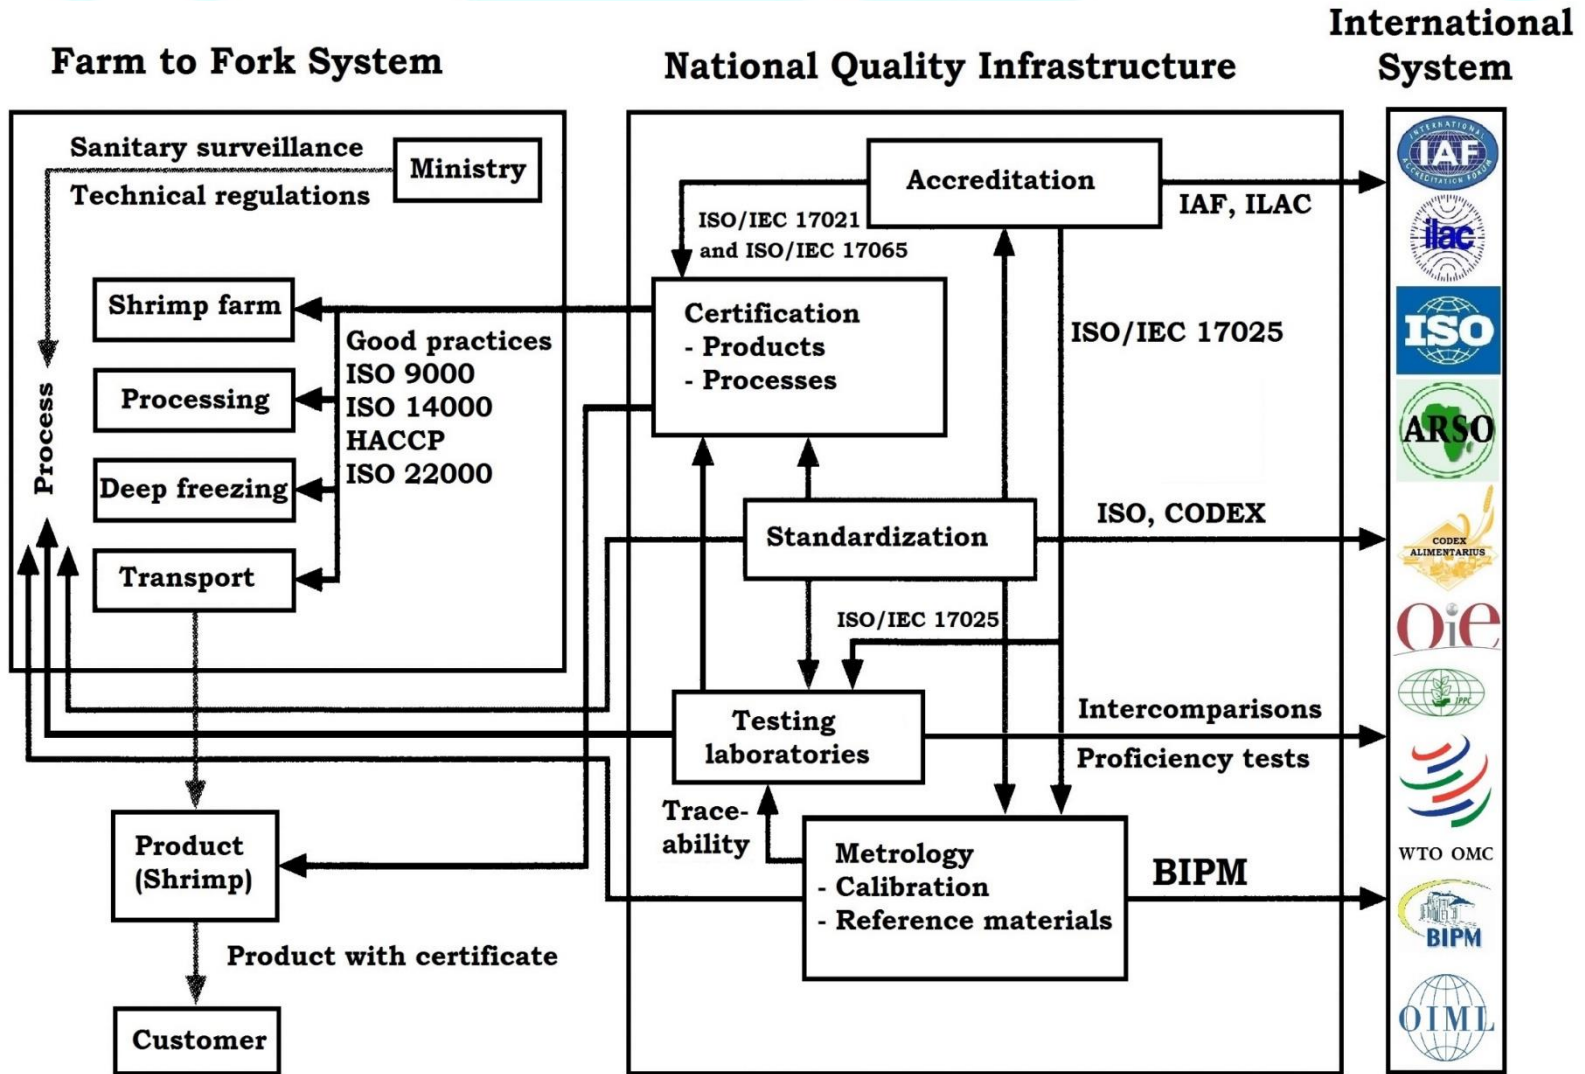 Farm to Fork System
National Quality Infrastructure
International
System
Sanitary surveillance
Technical regulations
Ministry
Process
Shrimp farm
Processing
Deep freezing
Transport
Good practices
ISO 9000
ISO 14000
HACCP
ISO 22000
Product
(Shrimp)
Product with certificate
Customer
Accreditation
IAF, ILAC
ISO/IEC 17021
and ISO/IEC 17065
Certification
- Products
- Processes
ISO/IEC 17025
Standardization
ISO, CODEX
ISO/IEC 17025
Testing
laboratories
Intercomparisons
Proficiency tests
Trace-
ability
Metrology
- Calibration
- Reference materials
BIPM
INTERNATIONAL
IAF
ACCREDITATION FORUM
ilac
ISO
ARSO
CODEX
ALIMENTARIUS
OiE
IPPC
WTO OMC
BIPM
OIML